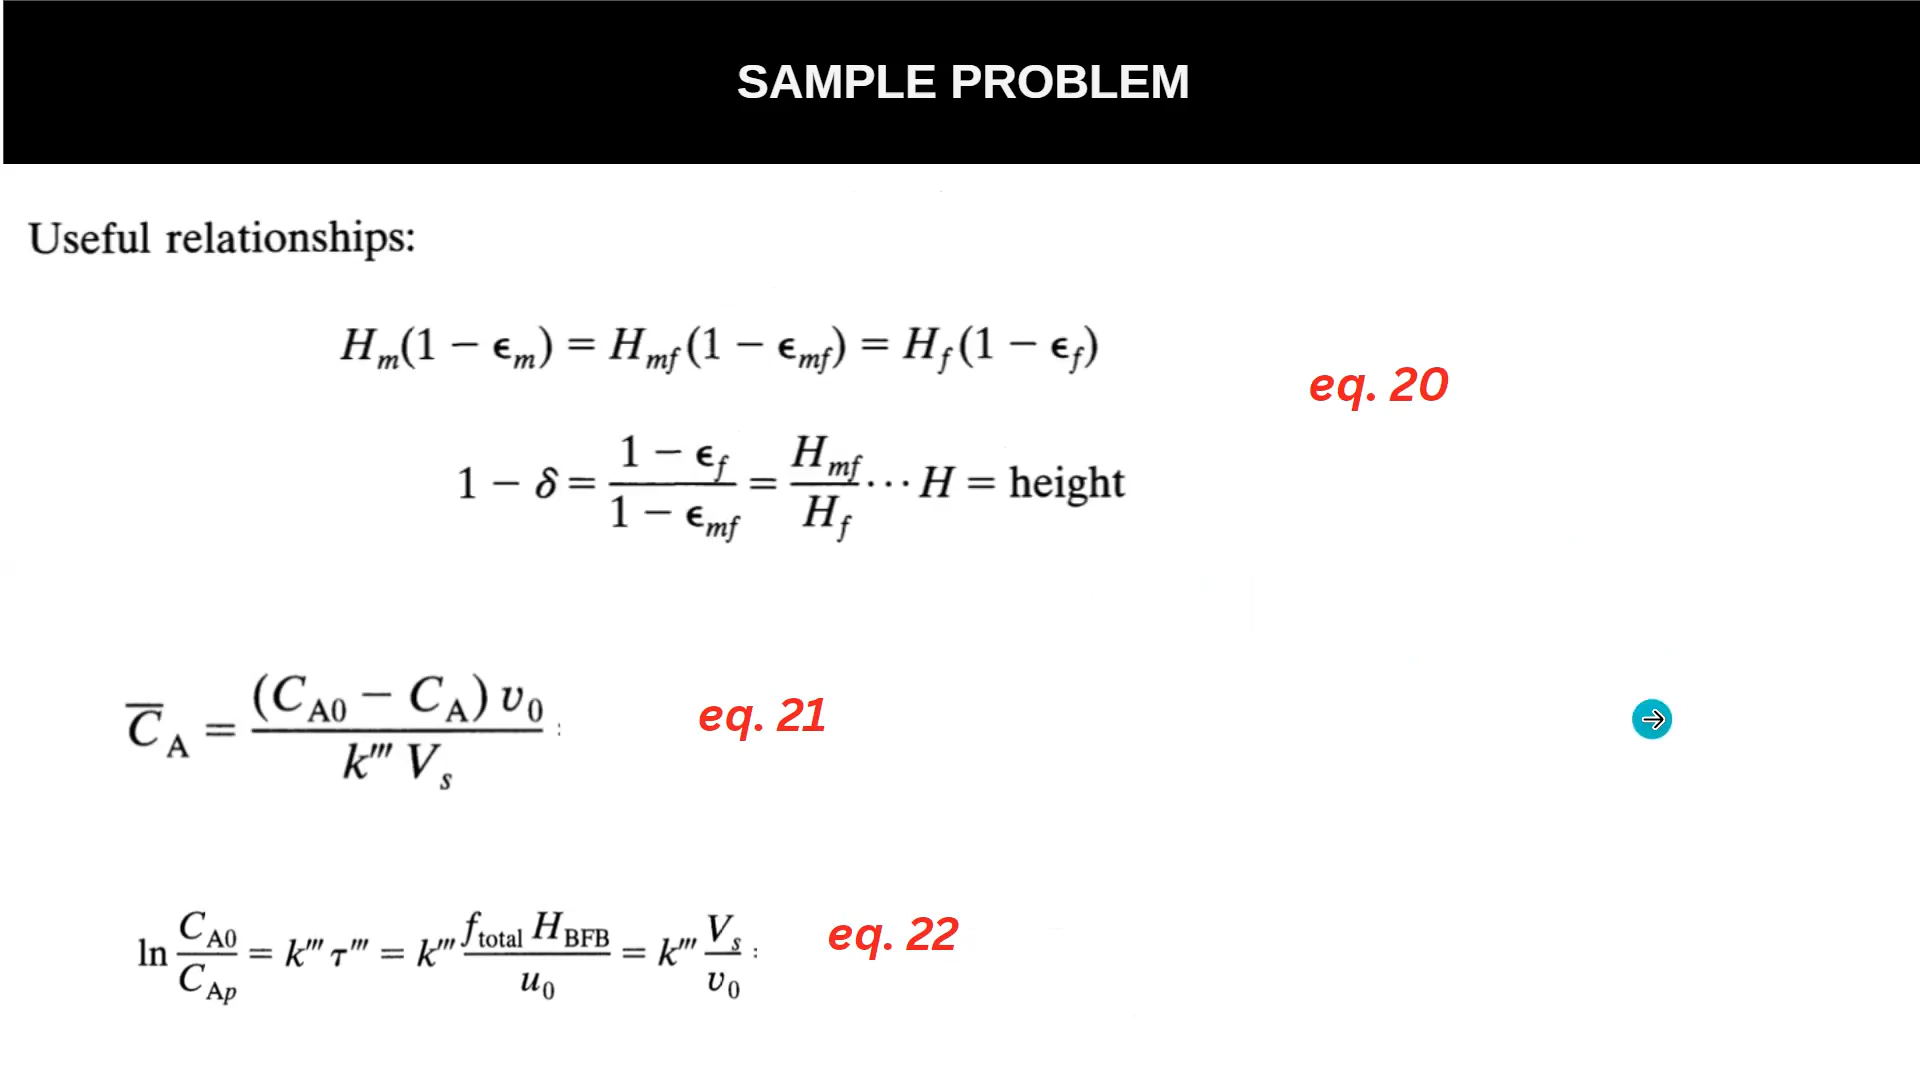 SAMPLE PROBLEM
Useful relationships:
H_m(1 − ϵ_m) = H_mf(1 − ϵ_mf) = H_f(1 − ϵ_f)
eq. 20
1 − δ = (1 − ϵ_f)/(1 − ϵ_mf) = H_mf/H_f ··· H = height
C̅_A = (C_A0 − C_A) v_0 / k‴ V_s :
eq. 21
ln C_A0/C_Ap = k‴ τ‴ = k‴ f_total H_BFB/u_0 = k‴ V_s/v_0 :
eq. 22